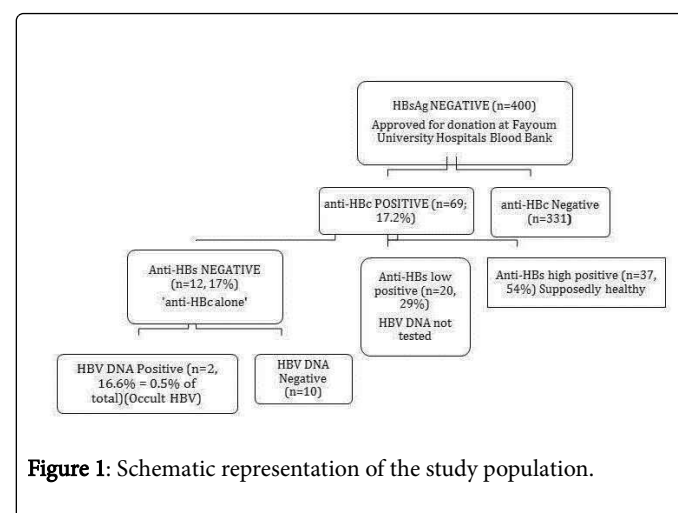 HBsAg NEGATIVE (n=400)
Approved for donation at Fayoum
University Hospitals Blood Bank
anti-HBc POSITIVE (n=69;
17.2%)
anti-HBc Negative
(n=331)
Anti-HBs NEGATIVE
(n=12, 17%)
'anti-HBc alone'
Anti-HBs low
positive (n=20,
29%)
HBV DNA not
tested
Anti-HBs high positive (n=37,
54%) Supposedly healthy
HBV DNA Positive (n=2,
16.6% = 0.5% of
total)(Occult HBV)
HBV DNA
Negative
(n=10)
Figure 1: Schematic representation of the study population.